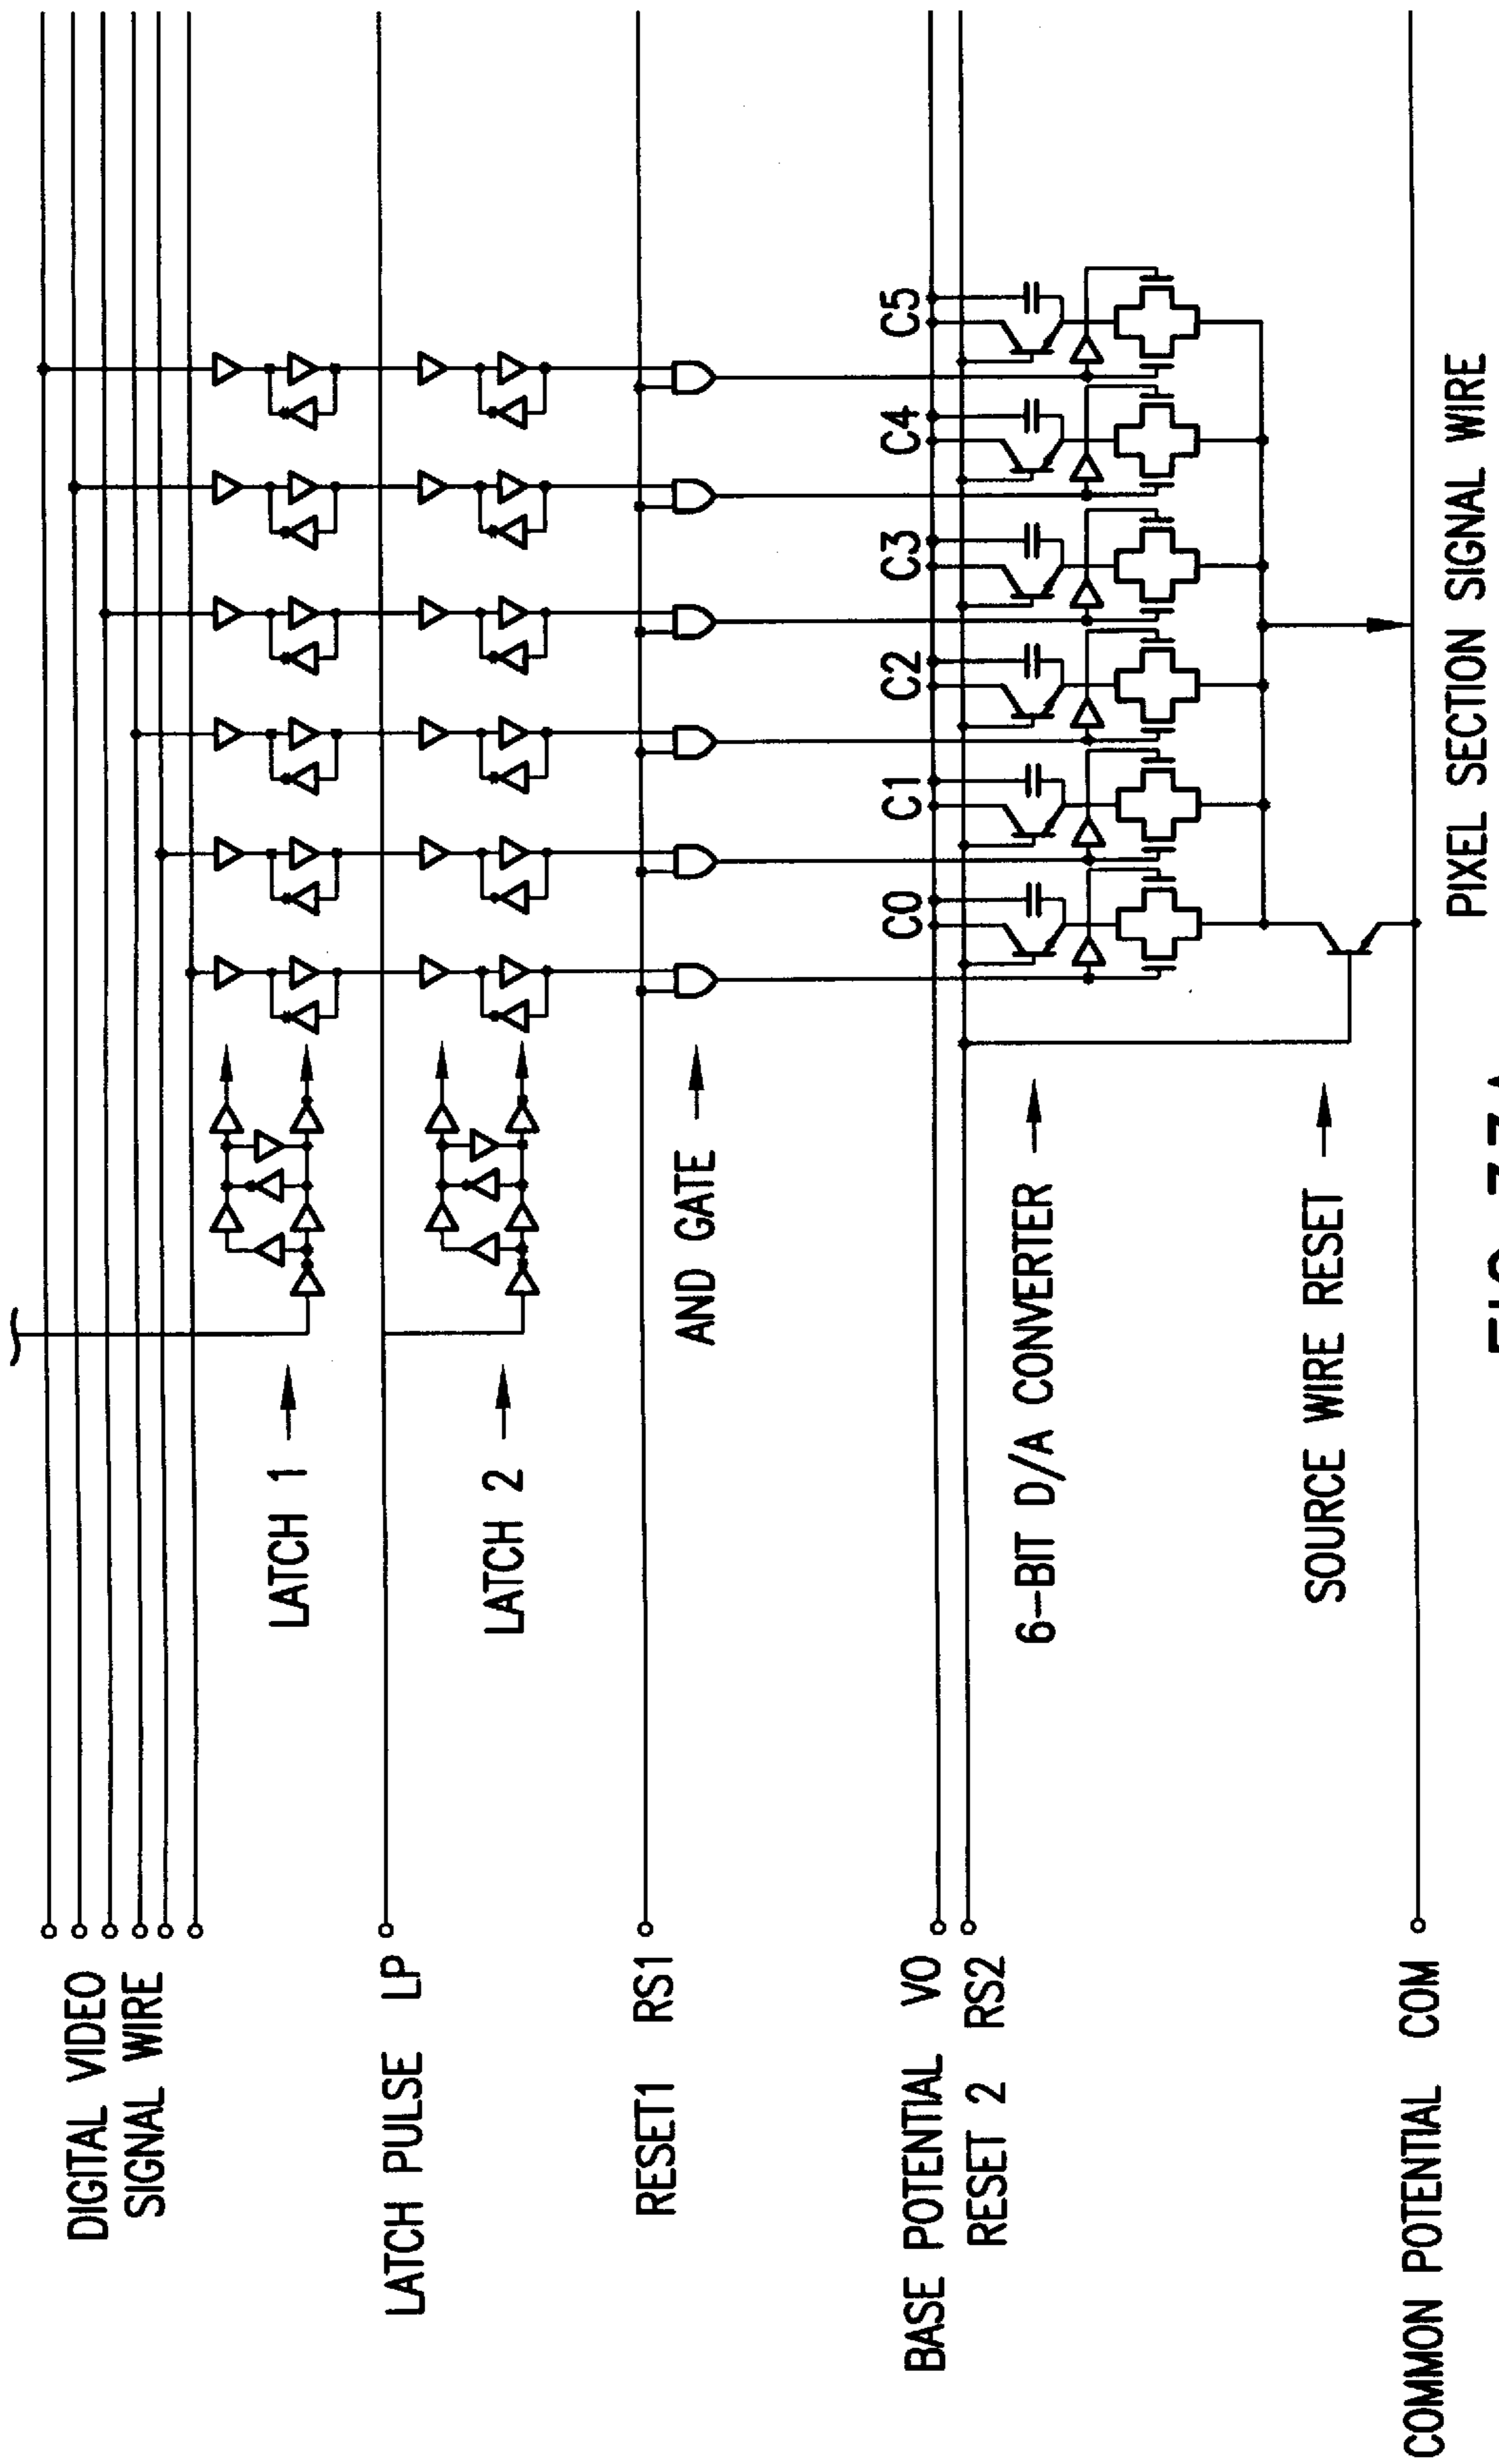 DIGITAL VIDEO
SIGNAL WIRE
LATCH PULSE LP
RESET1 RS1
BASE POTENTIAL VO
RESET 2 RS2
COMMON POTENTIAL COM
LATCH 1
LATCH 2
AND GATE
6-BIT D/A CONVERTER
SOURCE WIRE RESET
C0
C1
C2
C3
C4
C5
PIXEL SECTION SIGNAL WIRE